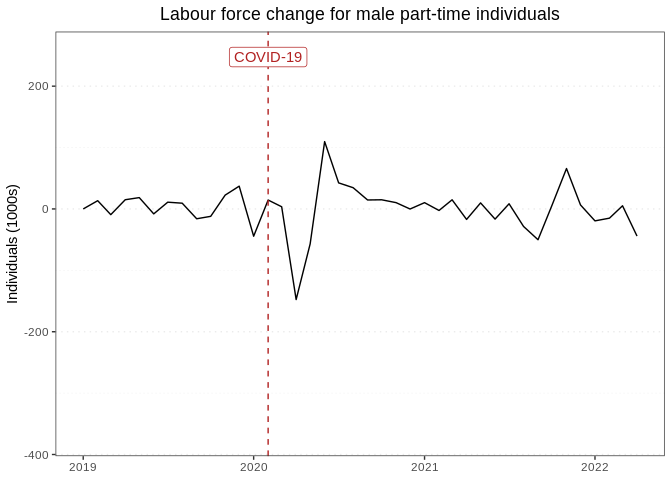 Labour force change for male part-time individuals
COVID-19
200
0
-200
-400
Individuals (1000s)
2019 2020 2021 2022